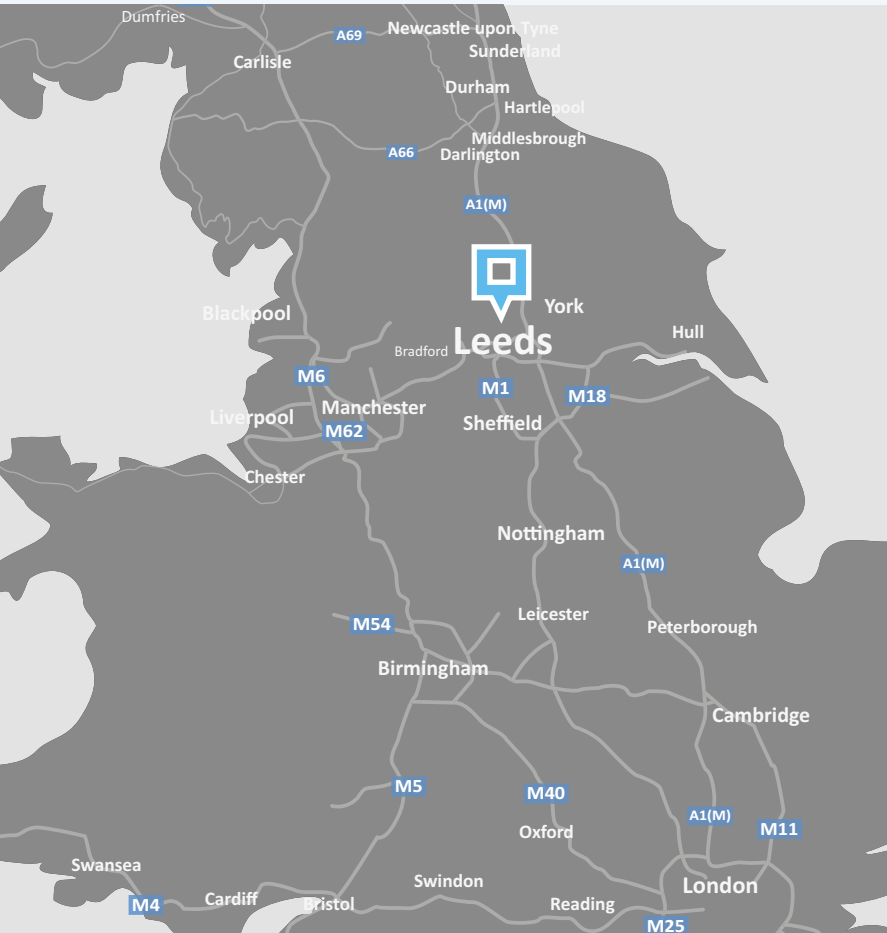 Dumfries
Newcastle upon Tyne
A69
Sunderland
Carlisle
Durham
Hartlepool
Middlesbrough
A66
Darlington
A1(M)
York
Blackpool
Hull
Leeds
Bradford
M6
M1
M18
Manchester
Liverpool
Sheffield
M62
Chester
Nottingham
A1(M)
Leicester
M54
Peterborough
Birmingham
Cambridge
M5
M40
A1(M)
M11
Oxford
Swansea
Swindon
London
Cardiff
M4
Bristol
Reading
M25